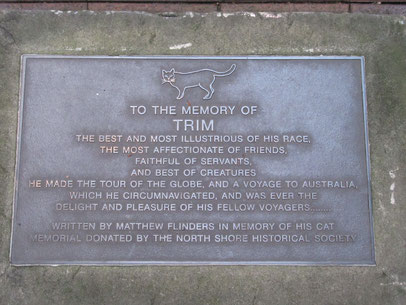 TO THE MEMORY OF
TRIM
THE BEST AND MOST ILLUSTRIOUS OF HIS RACE,
THE MOST AFFECTIONATE OF FRIENDS,
FAITHFUL OF SERVANTS,
AND BEST OF CREATURES
HE MADE THE TOUR OF THE GLOBE, AND A VOYAGE TO AUSTRALIA,
WHICH HE CIRCUMNAVIGATED, AND WAS EVER THE
DELIGHT AND PLEASURE OF HIS FELLOW VOYAGERS.......
WRITTEN BY MATTHEW FLINDERS IN MEMORY OF HIS CAT
MEMORIAL DONATED BY THE NORTH SHORE HISTORICAL SOCIETY